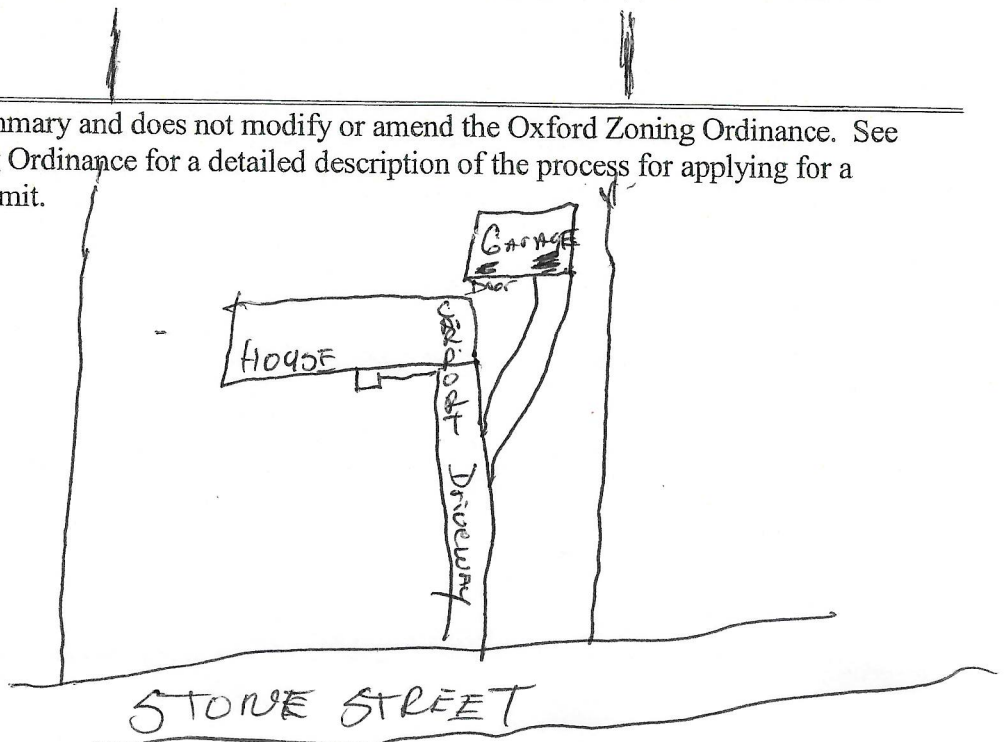 mmary and does not modify or amend the Oxford Zoning Ordinance.  See
Ordinance for a detailed description of the process for applying for a
mit.
GArAGE
Door
HOUSE
CARPORT
Driveway
STONE STREET